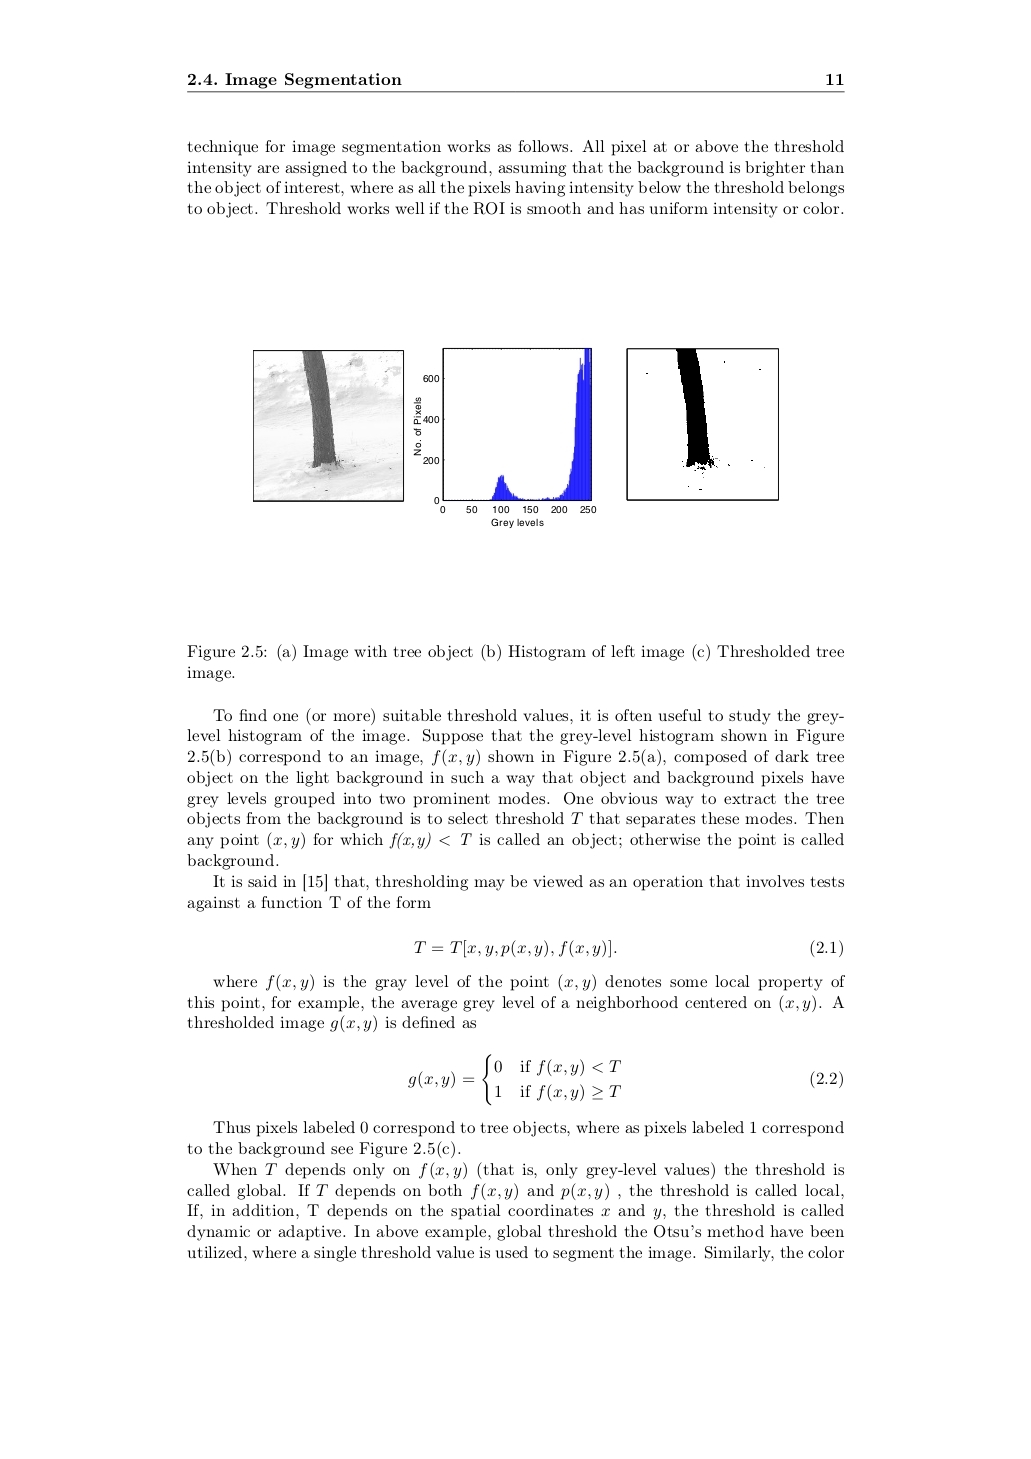 2.4. Image Segmentation 11
technique for image segmentation works as follows. All pixel at or above the threshold
intensity are assigned to the background, assuming that the background is brighter than
the object of interest, where as all the pixels having intensity below the threshold belongs
to object. Threshold works well if the ROI is smooth and has uniform intensity or color.
No. of Pixels
600
400
200
0
0 50 100 150 200 250
Grey levels
Figure 2.5: (a) Image with tree object (b) Histogram of left image (c) Thresholded tree
image.
To find one (or more) suitable threshold values, it is often useful to study the grey-
level histogram of the image. Suppose that the grey-level histogram shown in Figure
2.5(b) correspond to an image, f(x, y) shown in Figure 2.5(a), composed of dark tree
object on the light background in such a way that object and background pixels have
grey levels grouped into two prominent modes. One obvious way to extract the tree
objects from the background is to select threshold T that separates these modes. Then
any point (x, y) for which f(x,y) < T is called an object; otherwise the point is called
background.
It is said in [15] that, thresholding may be viewed as an operation that involves tests
against a function T of the form
T = T[x, y, p(x, y), f(x, y)]. (2.1)
where f(x, y) is the gray level of the point (x, y) denotes some local property of
this point, for example, the average grey level of a neighborhood centered on (x, y). A
thresholded image g(x, y) is defined as
g(x, y) = { 0 if f(x, y) < T
1 if f(x, y) ≥ T (2.2)
Thus pixels labeled 0 correspond to tree objects, where as pixels labeled 1 correspond
to the background see Figure 2.5(c).
When T depends only on f(x, y) (that is, only grey-level values) the threshold is
called global. If T depends on both f(x, y) and p(x, y) , the threshold is called local,
If, in addition, T depends on the spatial coordinates x and y, the threshold is called
dynamic or adaptive. In above example, global threshold the Otsu's method have been
utilized, where a single threshold value is used to segment the image. Similarly, the color